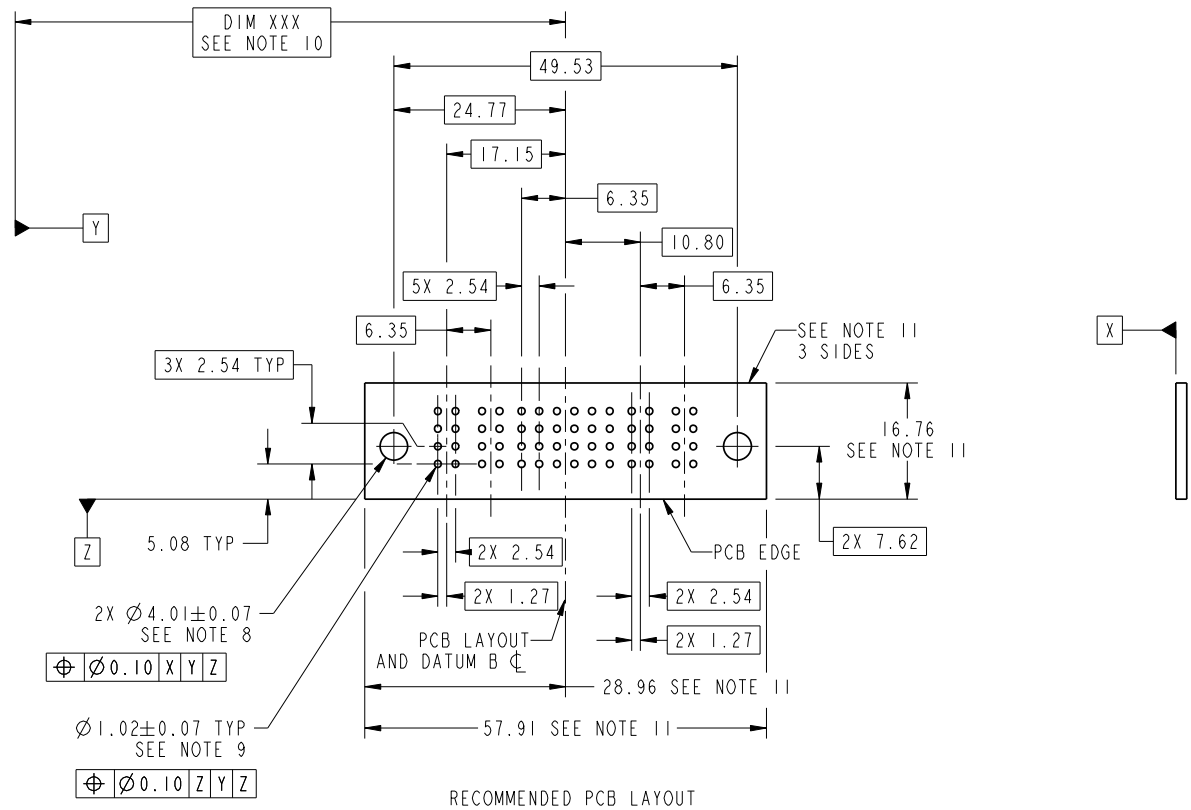 DIM XXX
SEE NOTE 10
49.53
24.77
17.15
6.35
Y
10.80
5X 2.54
6.35
6.35
X
SEE NOTE 11
3 SIDES
3X 2.54 TYP
16.76
SEE NOTE 11
Z
5.08 TYP
2X 2.54
PCB EDGE
2X 7.62
2X 1.27
2X 2.54
2X Ø4.01±0.07
SEE NOTE 8
⌖ Ø0.10 X Y Z
PCB LAYOUT
AND DATUM B ℄
2X 1.27
28.96 SEE NOTE 11
Ø1.02±0.07 TYP
SEE NOTE 9
57.91 SEE NOTE 11
⌖ Ø0.10 Z Y Z
RECOMMENDED PCB LAYOUT